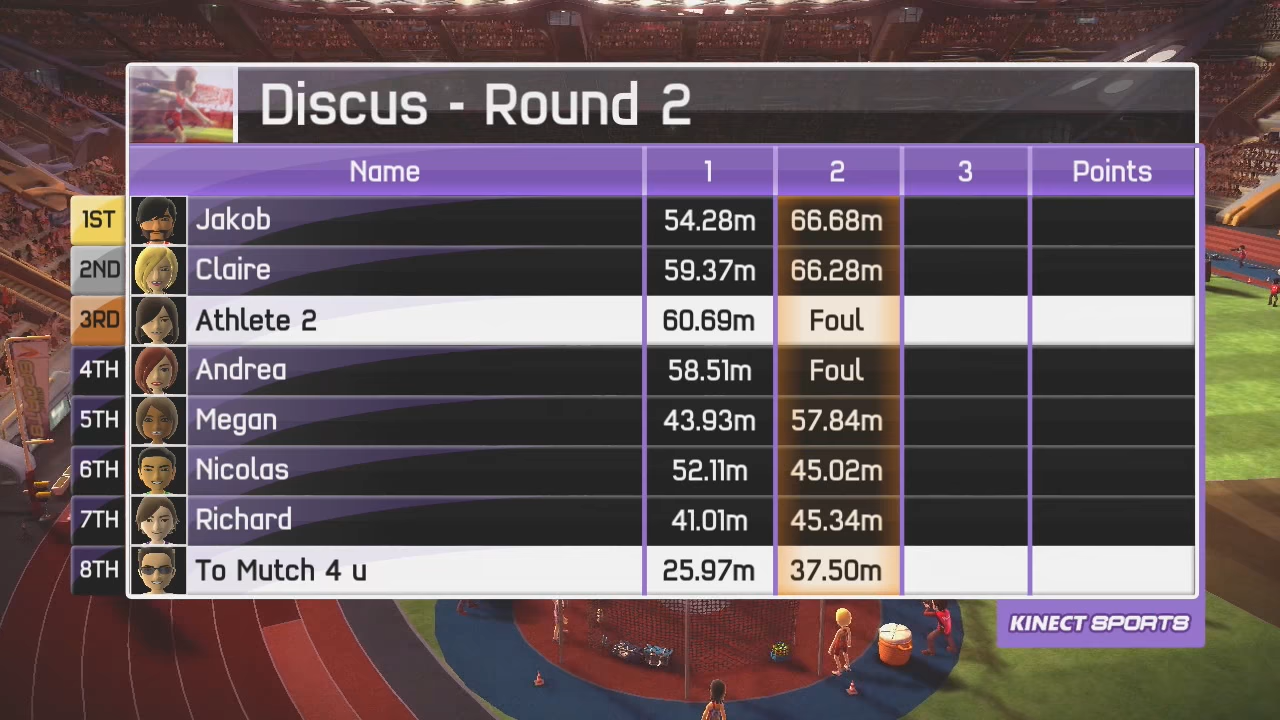 Discus - Round 2
Name 1 2 3 Points
1ST Jakob 54.28m 66.68m
2ND Claire 59.37m 66.28m
3RD Athlete 2 60.69m Foul
4TH Andrea 58.51m Foul
5TH Megan 43.93m 57.84m
6TH Nicolas 52.11m 45.02m
7TH Richard 41.01m 45.34m
8TH To Mutch 4 u 25.97m 37.50m
KINECT SPORTS